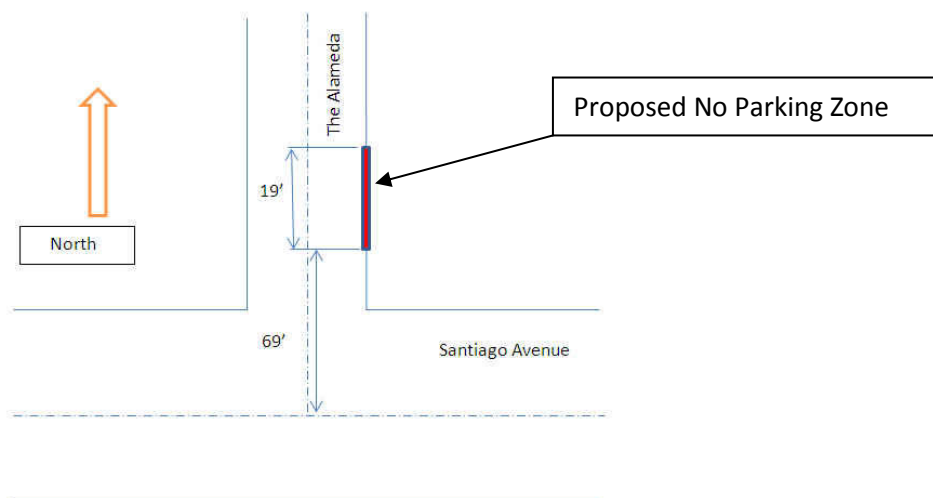 The Alameda
Proposed No Parking Zone
19’
North
69’
Santiago Avenue